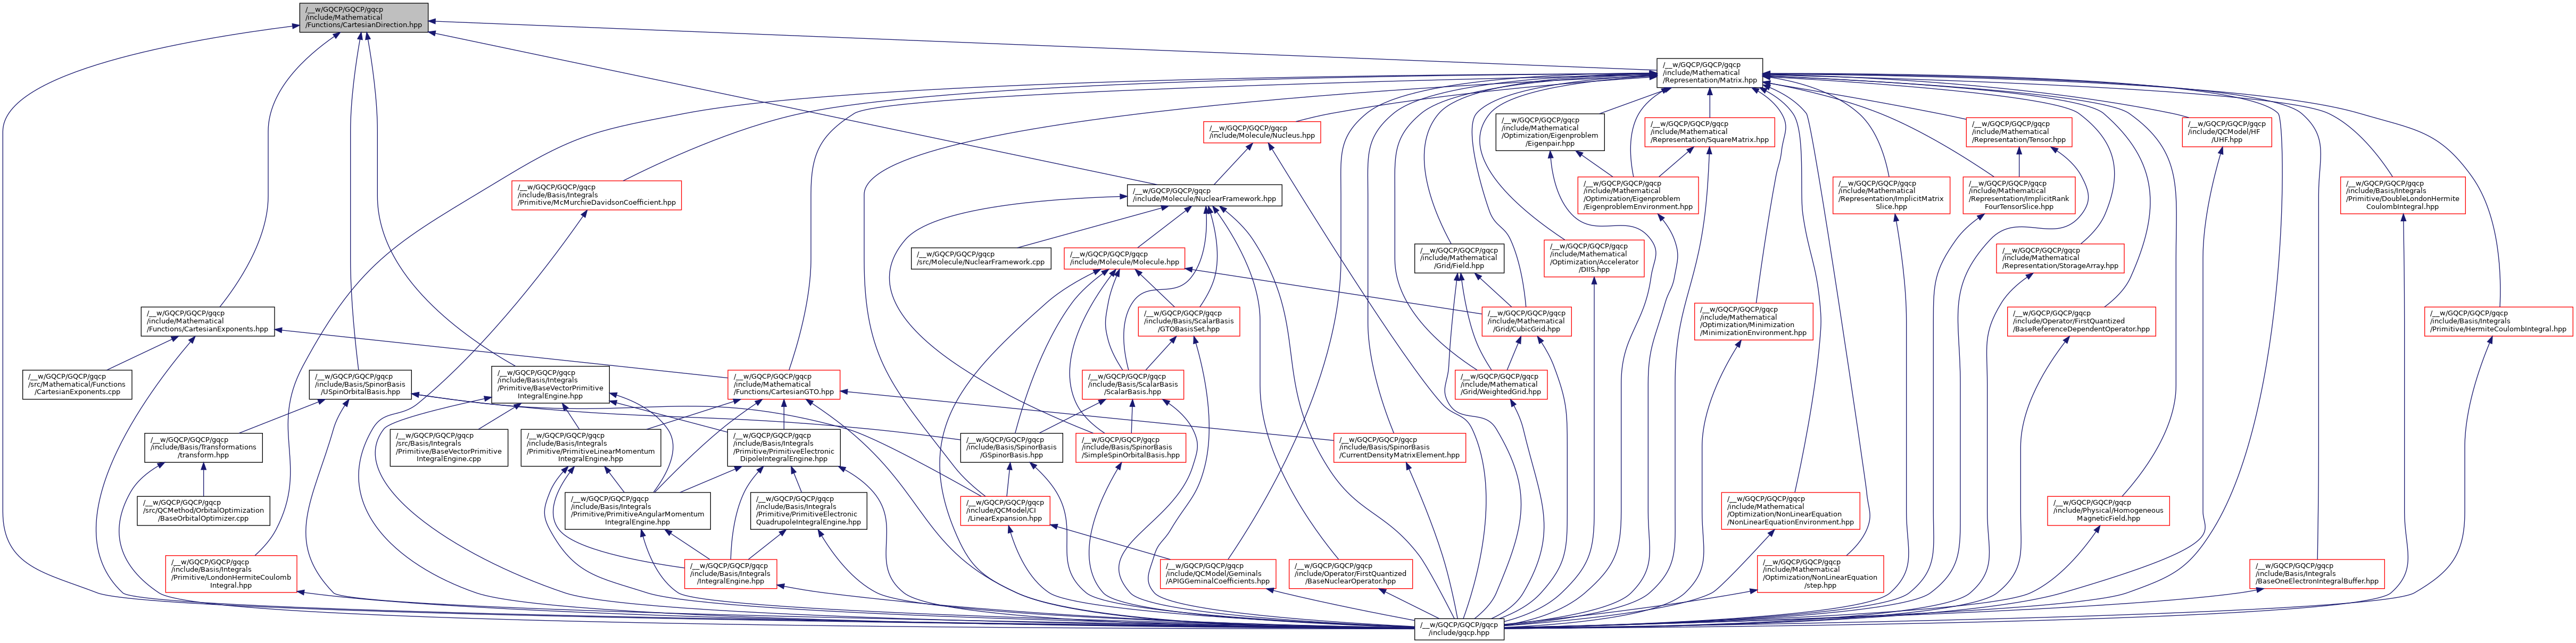 /__w/GQCP/GQCP/gqcp
/include/Mathematical
/Functions/CartesianDirection.hpp
/__w/GQCP/GQCP/gqcp
/include/Mathematical
/Representation/Matrix.hpp
/__w/GQCP/GQCP/gqcp
/include/Molecule/Nucleus.hpp
/__w/GQCP/GQCP/gqcp
/include/Mathematical
/Optimization/Eigenproblem
/Eigenpair.hpp
/__w/GQCP/GQCP/gqcp
/include/Mathematical
/Representation/SquareMatrix.hpp
/__w/GQCP/GQCP/gqcp
/include/Mathematical
/Representation/Tensor.hpp
/__w/GQCP/GQCP/gqcp
/include/QCModel/HF
/UHF.hpp
/__w/GQCP/GQCP/gqcp
/include/Basis/Integrals
/Primitive/McMurchieDavidsonCoefficient.hpp
/__w/GQCP/GQCP/gqcp
/include/Molecule/NuclearFramework.hpp
/__w/GQCP/GQCP/gqcp
/include/Mathematical
/Optimization/Eigenproblem
/EigenproblemEnvironment.hpp
/__w/GQCP/GQCP/gqcp
/include/Mathematical
/Representation/ImplicitMatrix
Slice.hpp
/__w/GQCP/GQCP/gqcp
/include/Mathematical
/Representation/ImplicitRank
FourTensorSlice.hpp
/__w/GQCP/GQCP/gqcp
/include/Basis/Integrals
/Primitive/DoubleLondonHermite
CoulombIntegral.hpp
/__w/GQCP/GQCP/gqcp
/src/Molecule/NuclearFramework.cpp
/__w/GQCP/GQCP/gqcp
/include/Molecule/Molecule.hpp
/__w/GQCP/GQCP/gqcp
/include/Mathematical
/Grid/Field.hpp
/__w/GQCP/GQCP/gqcp
/include/Mathematical
/Optimization/Accelerator
/DIIS.hpp
/__w/GQCP/GQCP/gqcp
/include/Mathematical
/Representation/StorageArray.hpp
/__w/GQCP/GQCP/gqcp
/include/Mathematical
/Functions/CartesianExponents.hpp
/__w/GQCP/GQCP/gqcp
/include/Basis/ScalarBasis
/GTOBasisSet.hpp
/__w/GQCP/GQCP/gqcp
/include/Mathematical
/Grid/CubicGrid.hpp
/__w/GQCP/GQCP/gqcp
/include/Mathematical
/Optimization/Minimization
/MinimizationEnvironment.hpp
/__w/GQCP/GQCP/gqcp
/include/Operator/FirstQuantized
/BaseReferenceDependentOperator.hpp
/__w/GQCP/GQCP/gqcp
/include/Basis/Integrals
/Primitive/HermiteCoulombIntegral.hpp
/__w/GQCP/GQCP/gqcp
/src/Mathematical/Functions
/CartesianExponents.cpp
/__w/GQCP/GQCP/gqcp
/include/Basis/SpinorBasis
/USpinOrbitalBasis.hpp
/__w/GQCP/GQCP/gqcp
/include/Basis/Integrals
/Primitive/BaseVectorPrimitive
IntegralEngine.hpp
/__w/GQCP/GQCP/gqcp
/include/Mathematical
/Functions/CartesianGTO.hpp
/__w/GQCP/GQCP/gqcp
/include/Basis/ScalarBasis
/ScalarBasis.hpp
/__w/GQCP/GQCP/gqcp
/include/Mathematical
/Grid/WeightedGrid.hpp
/__w/GQCP/GQCP/gqcp
/include/Basis/Transformations
/transform.hpp
/__w/GQCP/GQCP/gqcp
/src/Basis/Integrals
/Primitive/BaseVectorPrimitive
IntegralEngine.cpp
/__w/GQCP/GQCP/gqcp
/include/Basis/Integrals
/Primitive/PrimitiveLinearMomentum
IntegralEngine.hpp
/__w/GQCP/GQCP/gqcp
/include/Basis/Integrals
/Primitive/PrimitiveElectronic
DipoleIntegralEngine.hpp
/__w/GQCP/GQCP/gqcp
/include/Basis/SpinorBasis
/GSpinorBasis.hpp
/__w/GQCP/GQCP/gqcp
/include/Basis/SpinorBasis
/SimpleSpinOrbitalBasis.hpp
/__w/GQCP/GQCP/gqcp
/include/Basis/SpinorBasis
/CurrentDensityMatrixElement.hpp
/__w/GQCP/GQCP/gqcp
/src/QCMethod/OrbitalOptimization
/BaseOrbitalOptimizer.cpp
/__w/GQCP/GQCP/gqcp
/include/Basis/Integrals
/Primitive/PrimitiveAngularMomentum
IntegralEngine.hpp
/__w/GQCP/GQCP/gqcp
/include/Basis/Integrals
/Primitive/PrimitiveElectronic
QuadrupoleIntegralEngine.hpp
/__w/GQCP/GQCP/gqcp
/include/QCModel/CI
/LinearExpansion.hpp
/__w/GQCP/GQCP/gqcp
/include/Mathematical
/Optimization/NonLinearEquation
/NonLinearEquationEnvironment.hpp
/__w/GQCP/GQCP/gqcp
/include/Physical/Homogeneous
MagneticField.hpp
/__w/GQCP/GQCP/gqcp
/include/Basis/Integrals
/Primitive/LondonHermiteCoulomb
Integral.hpp
/__w/GQCP/GQCP/gqcp
/include/Basis/Integrals
/IntegralEngine.hpp
/__w/GQCP/GQCP/gqcp
/include/QCModel/Geminals
/APIGGeminalCoefficients.hpp
/__w/GQCP/GQCP/gqcp
/include/Operator/FirstQuantized
/BaseNuclearOperator.hpp
/__w/GQCP/GQCP/gqcp
/include/Mathematical
/Optimization/NonLinearEquation
/step.hpp
/__w/GQCP/GQCP/gqcp
/include/Basis/Integrals
/BaseOneElectronIntegralBuffer.hpp
/__w/GQCP/GQCP/gqcp
/include/gqcp.hpp